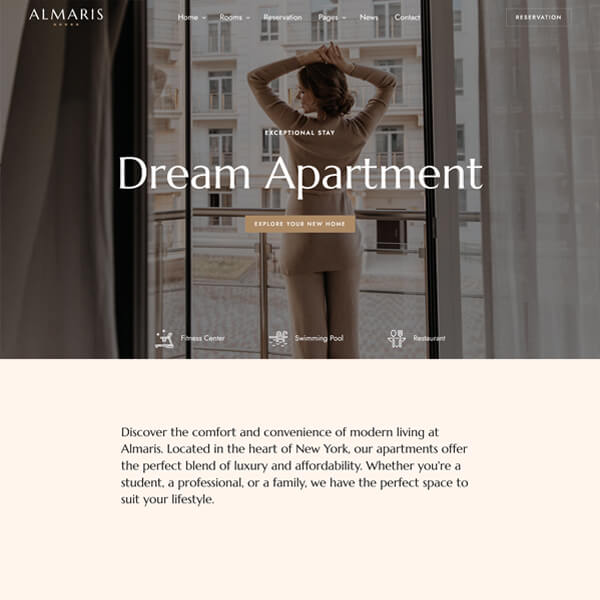 ALMARIS
Home Rooms Reservation Pages News Contact
RESERVATION
EXCEPTIONAL STAY
Dream Apartment
EXPLORE YOUR NEW HOME
Fitness Center Swimming Pool Restaurant
Discover the comfort and convenience of modern living at
Almaris. Located in the heart of New York, our apartments offer
the perfect blend of luxury and affordability. Whether you're a
student, a professional, or a family, we have the perfect space to
suit your lifestyle.